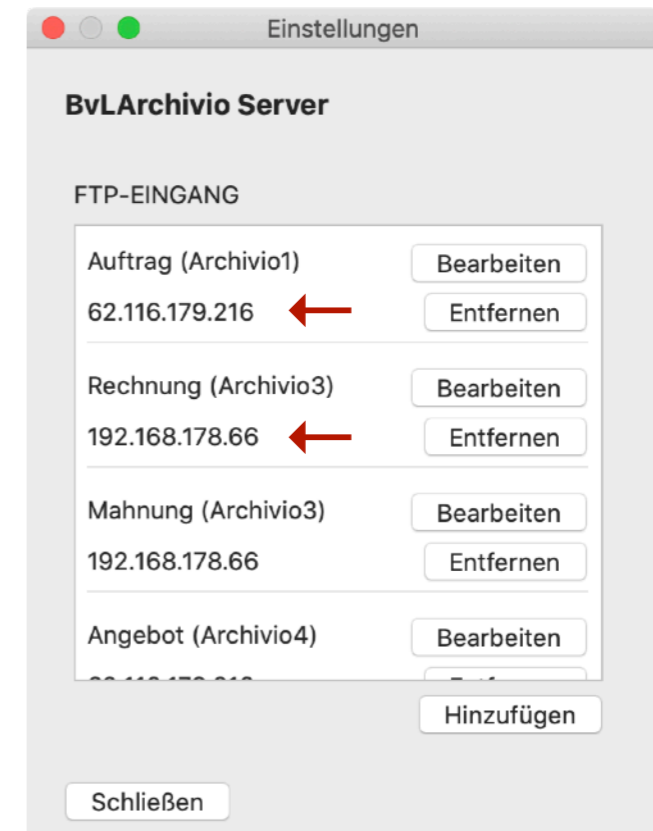 Einstellungen
BvLArchivio Server
FTP-EINGANG
Auftrag (Archivio1)
Bearbeiten
62.116.179.216
Entfernen
Rechnung (Archivio3)
Bearbeiten
192.168.178.66
Entfernen
Mahnung (Archivio3)
Bearbeiten
192.168.178.66
Entfernen
Angebot (Archivio4)
Bearbeiten
Hinzufügen
Schließen